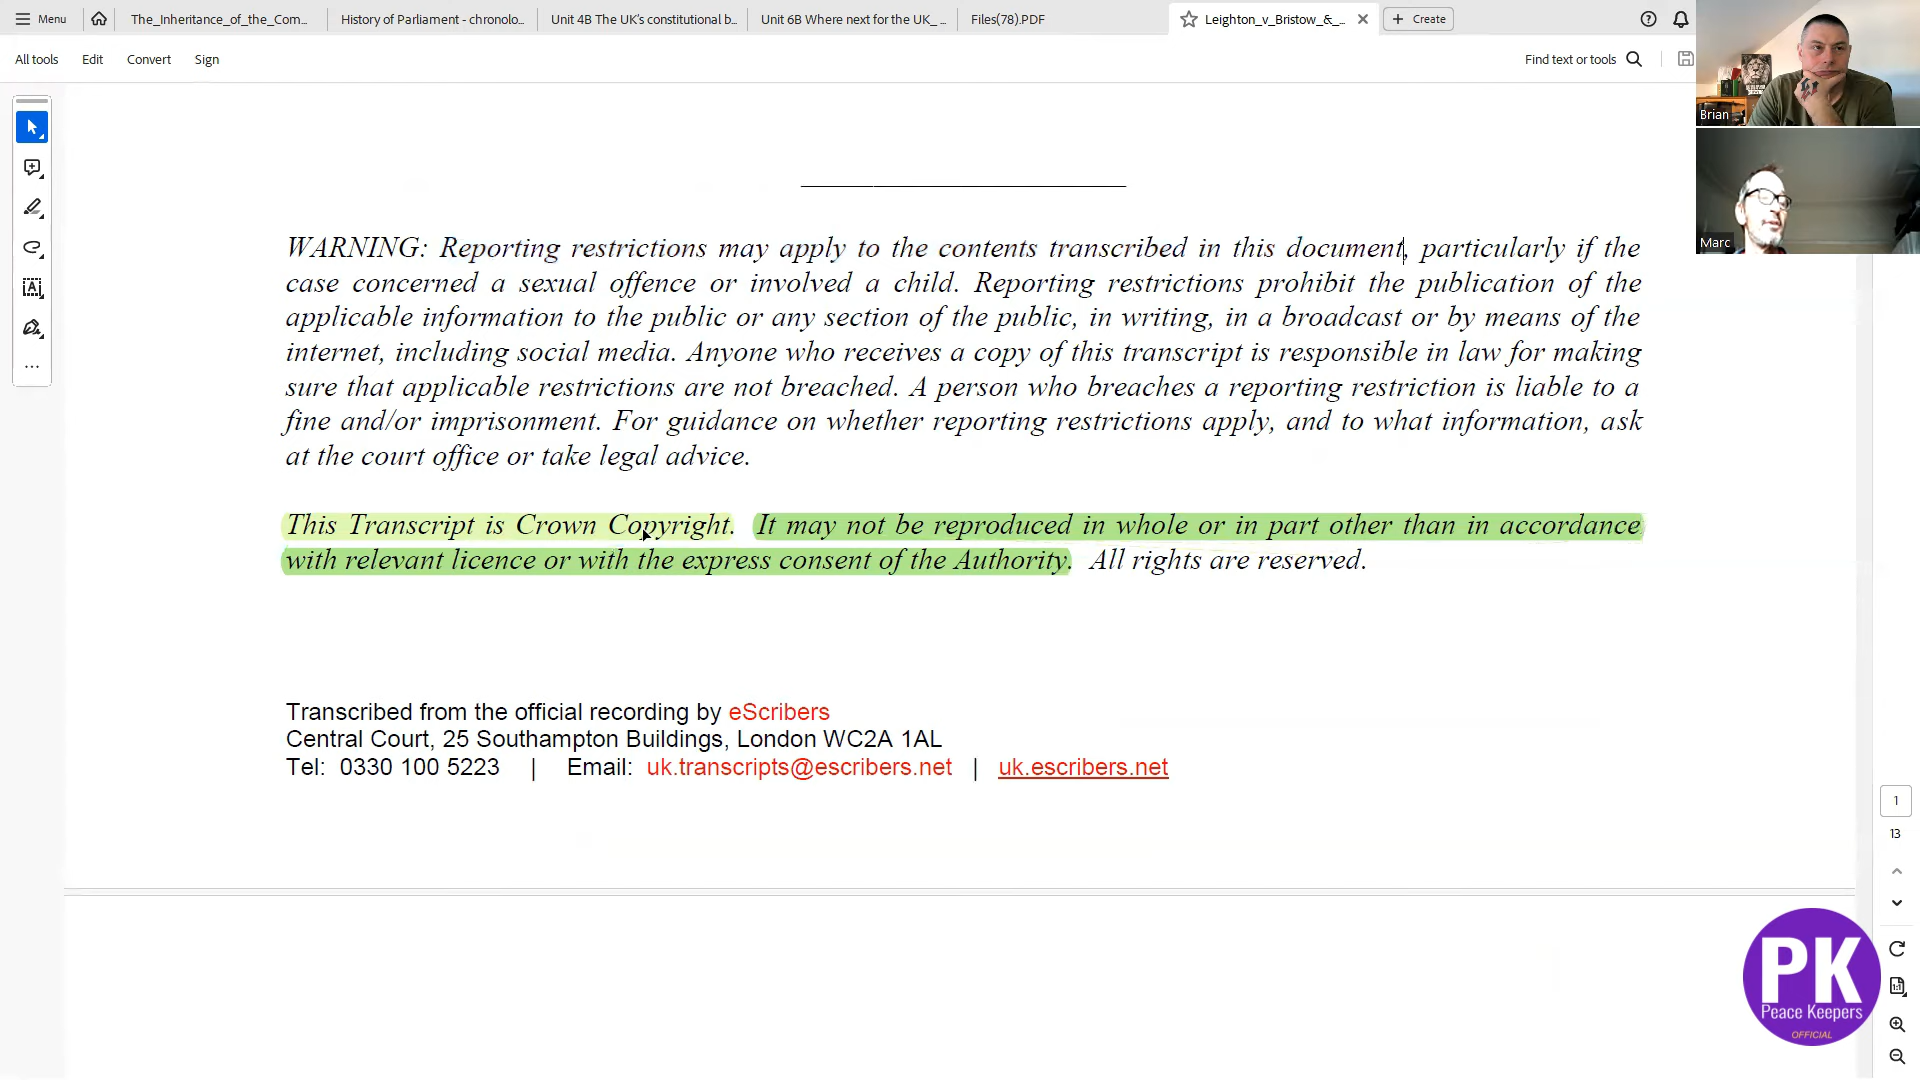 Menu
The_Inheritance_of_the_Com...
History of Parliament - chronolo...
Unit 4B The UK's constitutional b...
Unit 6B Where next for the UK_ ...
Files(78).PDF
Leighton_v_Bristow_&_...
Create
All tools
Edit
Convert
Sign
Find text or tools
Brian
Marc
WARNING: Reporting restrictions may apply to the contents transcribed in this document, particularly if the
case concerned a sexual offence or involved a child. Reporting restrictions prohibit the publication of the
applicable information to the public or any section of the public, in writing, in a broadcast or by means of the
internet, including social media. Anyone who receives a copy of this transcript is responsible in law for making
sure that applicable restrictions are not breached. A person who breaches a reporting restriction is liable to a
fine and/or imprisonment. For guidance on whether reporting restrictions apply, and to what information, ask
at the court office or take legal advice.
This Transcript is Crown Copyright. It may not be reproduced in whole or in part other than in accordance
with relevant licence or with the express consent of the Authority. All rights are reserved.
Transcribed from the official recording by eScribers
Central Court, 25 Southampton Buildings, London WC2A 1AL
Tel: 0330 100 5223 | Email: uk.transcripts@escribers.net | uk.escribers.net
1
13
PK
Peace Keepers
OFFICIAL